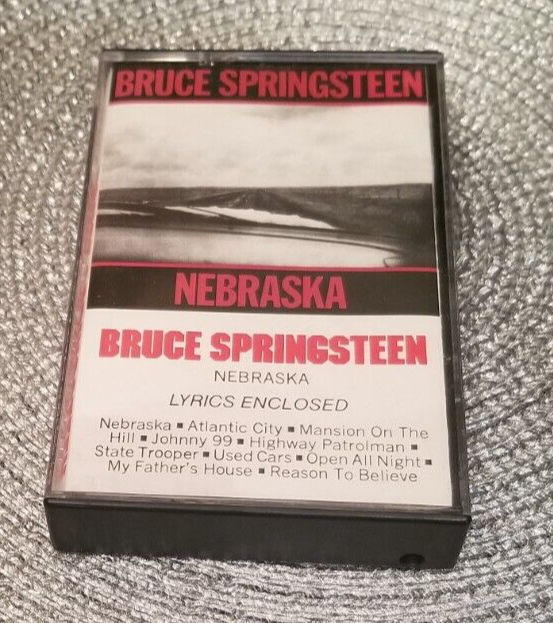 BRUCE SPRINGSTEEN
NEBRASKA
BRUCE SPRINGSTEEN
NEBRASKA
LYRICS ENCLOSED
Nebraska ▪ Atlantic City ▪ Mansion On The
Hill ▪ Johnny 99 ▪ Highway Patrolman ▪
State Trooper ▪ Used Cars ▪ Open All Night ▪
My Father's House ▪ Reason To Believe